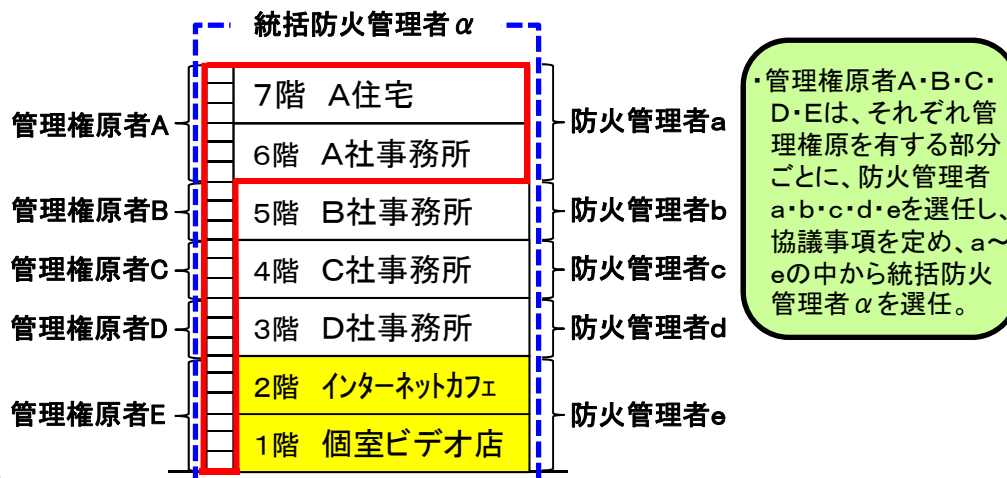 統括防火管理者α
管理権原者A
7階 A住宅
6階 A社事務所
防火管理者a
管理権原者B
5階 B社事務所
防火管理者b
管理権原者C
4階 C社事務所
防火管理者c
管理権原者D
3階 D社事務所
防火管理者d
管理権原者E
2階 インターネットカフェ
1階 個室ビデオ店
防火管理者e
・管理権原者A・B・C・
D・Eは、それぞれ管
理権原を有する部分
ごとに、防火管理者
a・b・c・d・eを選任し、
協議事項を定め、a～
eの中から統括防火
管理者αを選任。